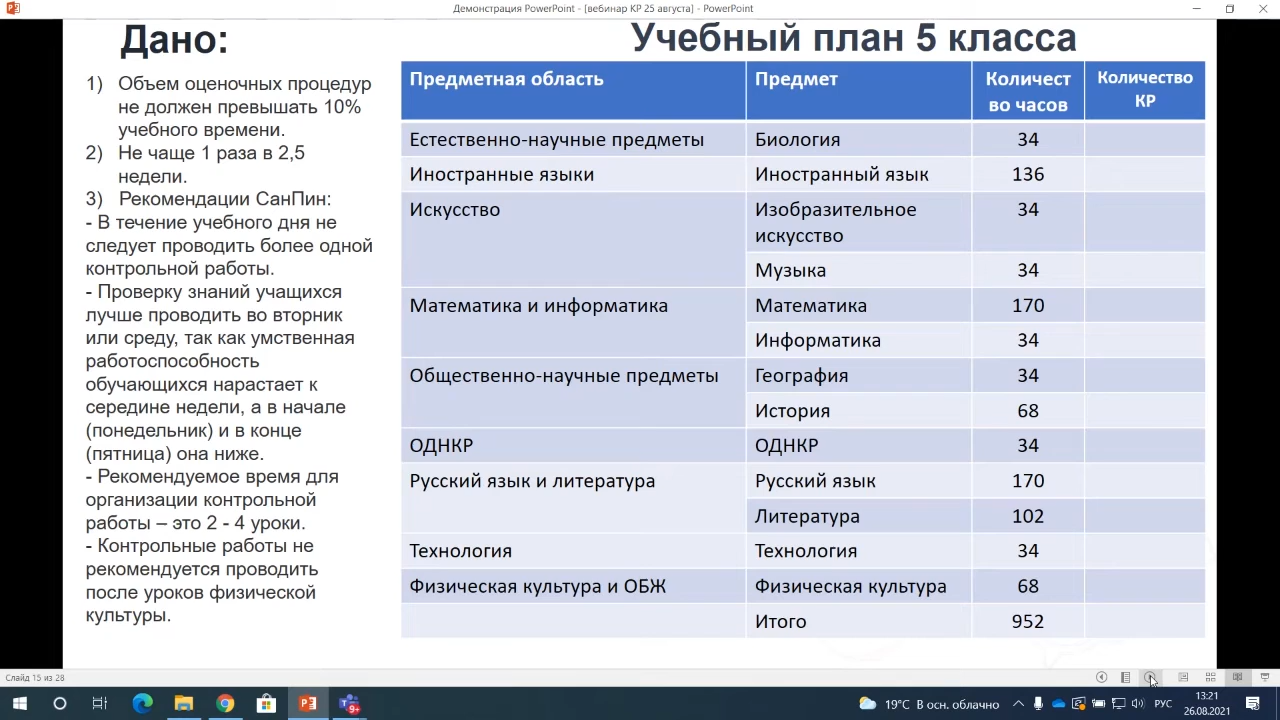 Демонстрация PowerPoint - [вебинар КР 25 августа] - PowerPoint
Дано:
1) Объем оценочных процедур
не должен превышать 10%
учебного времени.
2) Не чаще 1 раза в 2,5
недели.
3) Рекомендации СанПин:
- В течение учебного дня не
следует проводить более одной
контрольной работы.
- Проверку знаний учащихся
лучше проводить во вторник
или среду, так как умственная
работоспособность
обучающихся нарастает к
середине недели, а в начале
(понедельник) и в конце
(пятница) она ниже.
- Рекомендуемое время для
организации контрольной
работы – это 2 - 4 уроки.
- Контрольные работы не
рекомендуется проводить
после уроков физической
культуры.
Учебный план 5 класса
Предметная область Предмет Количест
во часов Количество
КР
Естественно-научные предметы Биология 34
Иностранные языки Иностранный язык 136
Искусство Изобразительное
искусство 34
Музыка 34
Математика и информатика Математика 170
Информатика 34
Общественно-научные предметы География 34
История 68
ОДНКР ОДНКР 34
Русский язык и литература Русский язык 170
Литература 102
Технология Технология 34
Физическая культура и ОБЖ Физическая культура 68
Итого 952
Слайд 15 из 28
9+
19°C В осн. облачно
РУС
13:21
26.08.2021